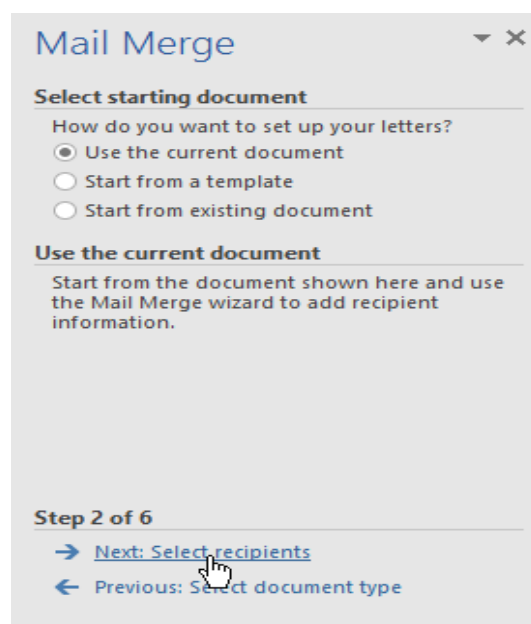 Mail Merge
Select starting document
How do you want to set up your letters?
Use the current document
Start from a template
Start from existing document
Use the current document
Start from the document shown here and use
the Mail Merge wizard to add recipient
information.
Step 2 of 6
Next: Select recipients
Previous: Select document type